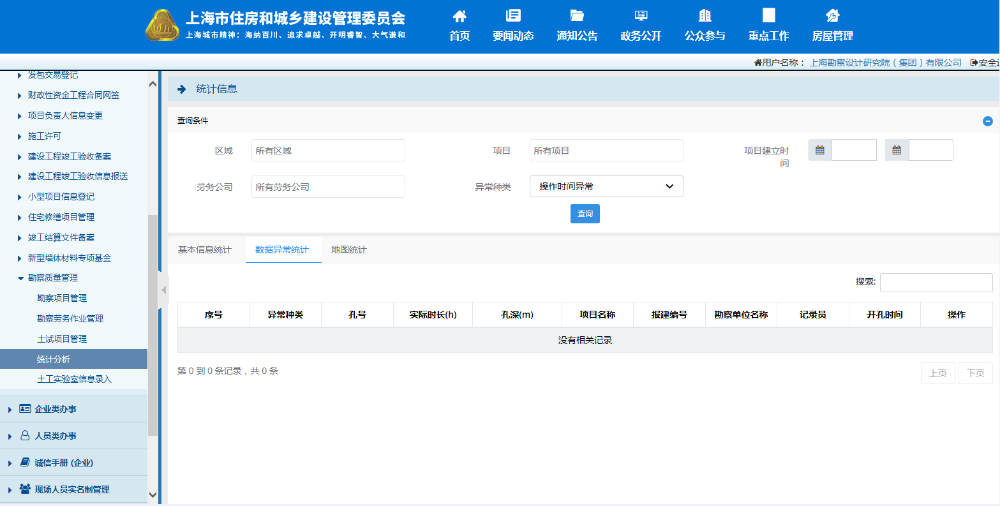 上海市住房和城乡建设管理委员会
上海城市精神：海纳百川、追求卓越、开明睿智、大气谦和
首页
要闻动态
通知公告
政务公开
公众参与
重点工作
房屋管理
用户名称： 上海勘察设计研究院（集团）有限公司 安全
发包交易登记
财政性资金工程合同网签
项目负责人信息变更
施工许可
建设工程竣工验收备案
建设工程竣工验收信息报送
小型项目信息登记
住宅修缮项目管理
竣工结算文件备案
新型墙体材料专项基金
勘察质量管理
勘察项目管理
勘察劳务作业管理
土试项目管理
统计分析
土工实验室信息录入
企业类办事
人员类办事
诚信手册 (企业)
现场人员实名制管理
统计信息
查询条件
区域 所有区域 项目 所有项目 项目建立时
间
劳务公司 所有劳务公司 异常种类 操作时间异常
查询
基本信息统计 数据异常统计 地图统计
搜索:
序号 异常种类 孔号 实际时长(h) 孔深(m) 项目名称 报建编号 勘察单位名称 记录员 开孔时间 操作
没有相关记录
第 0 到 0 条记录，共 0 条
上页 下页